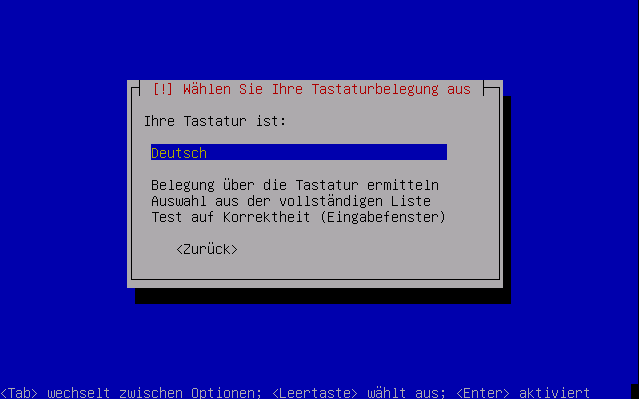 [!] Wählen Sie Ihre Tastaturbelegung aus
Ihre Tastatur ist:
Deutsch
Belegung über die Tastatur ermitteln
Auswahl aus der vollständigen Liste
Test auf Korrektheit (Eingabefenster)
<Zurück>
<Tab> wechselt zwischen Optionen; <Leertaste> wählt aus; <Enter> aktiviert